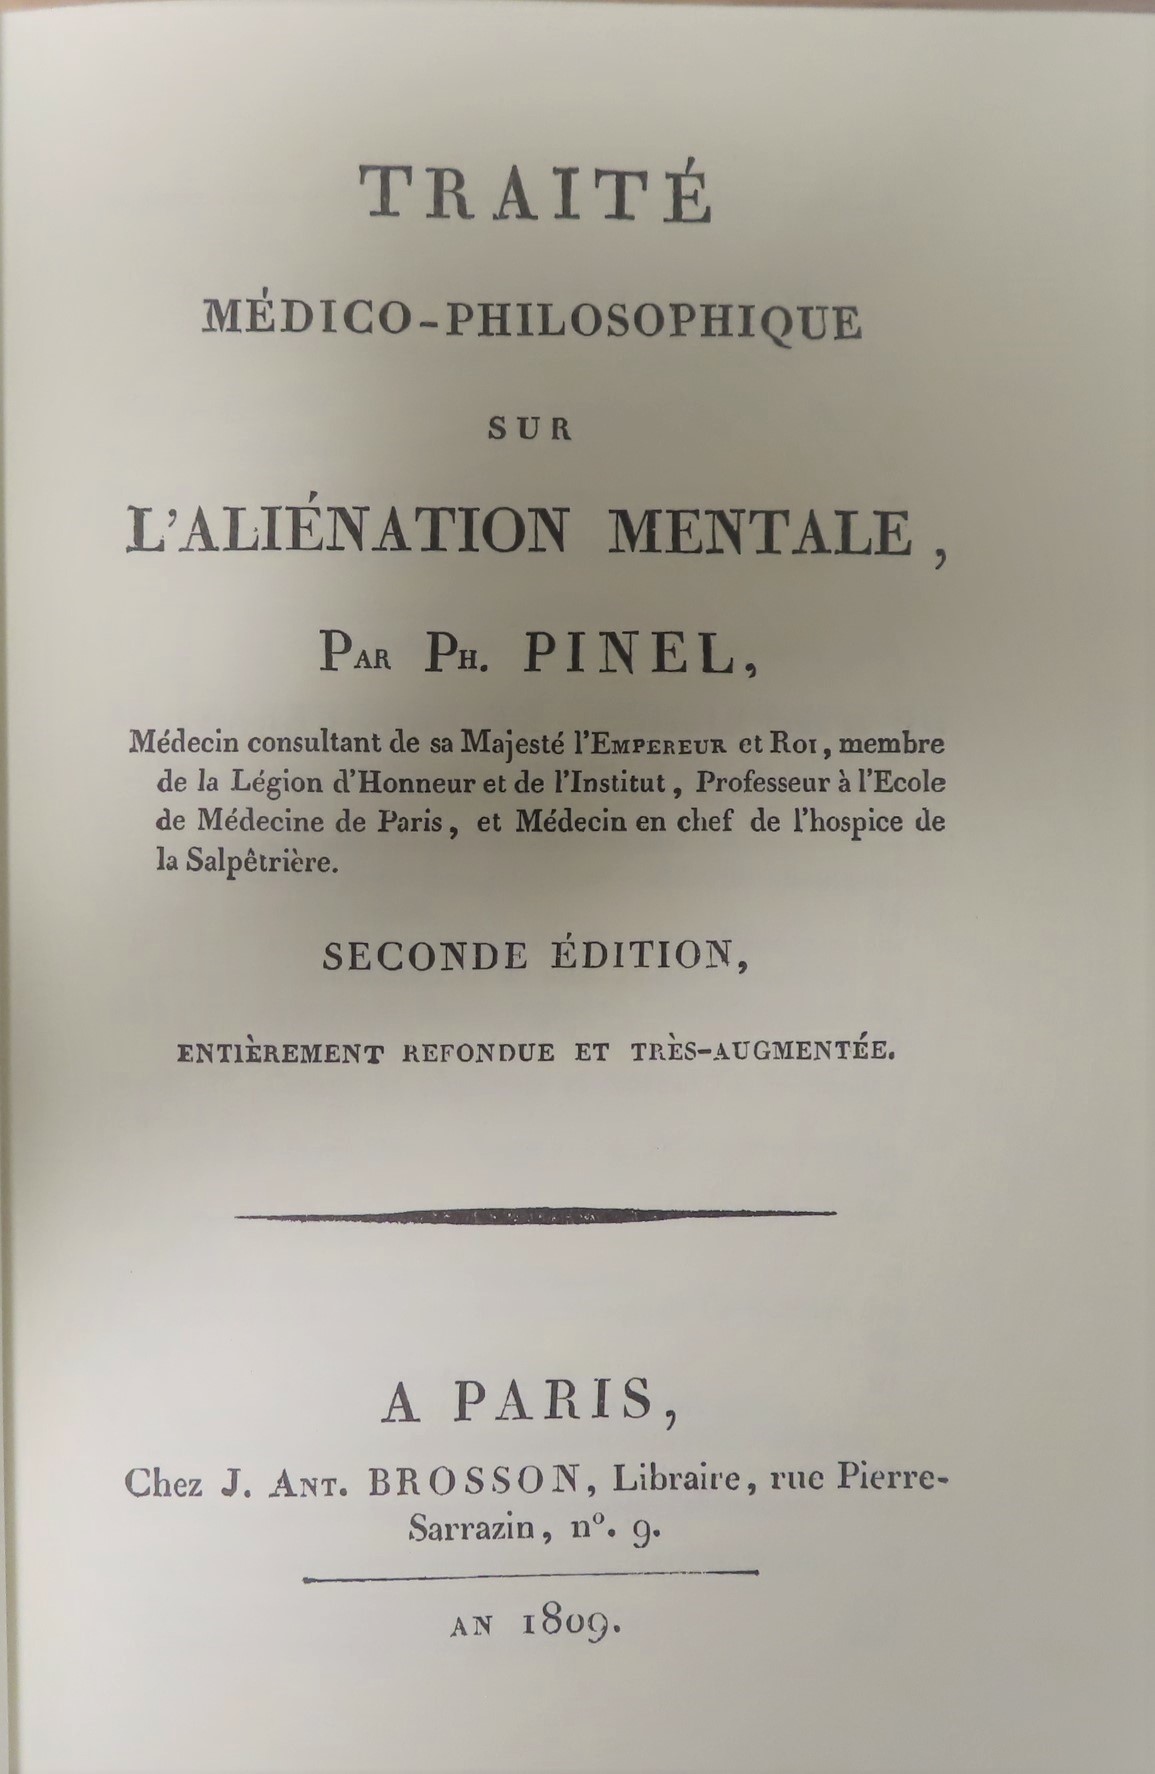 TRAITÉ
MÉDICO-PHILOSOPHIQUE
SUR
L'ALIÉNATION MENTALE,
PAR PH. PINEL,
Médecin consultant de sa Majesté l'EMPEREUR et ROI, membre
de la Légion d'Honneur et de l'Institut, Professeur à l'Ecole
de Médecine de Paris, et Médecin en chef de l'hospice de
la Salpêtrière.
SECONDE ÉDITION,
ENTIÈREMENT REFONDUE ET TRÈS-AUGMENTÉE.
A PARIS,
Chez J. ANT. BROSSON, Libraire, rue Pierre-
Sarrazin, nº. 9.
AN 1809.